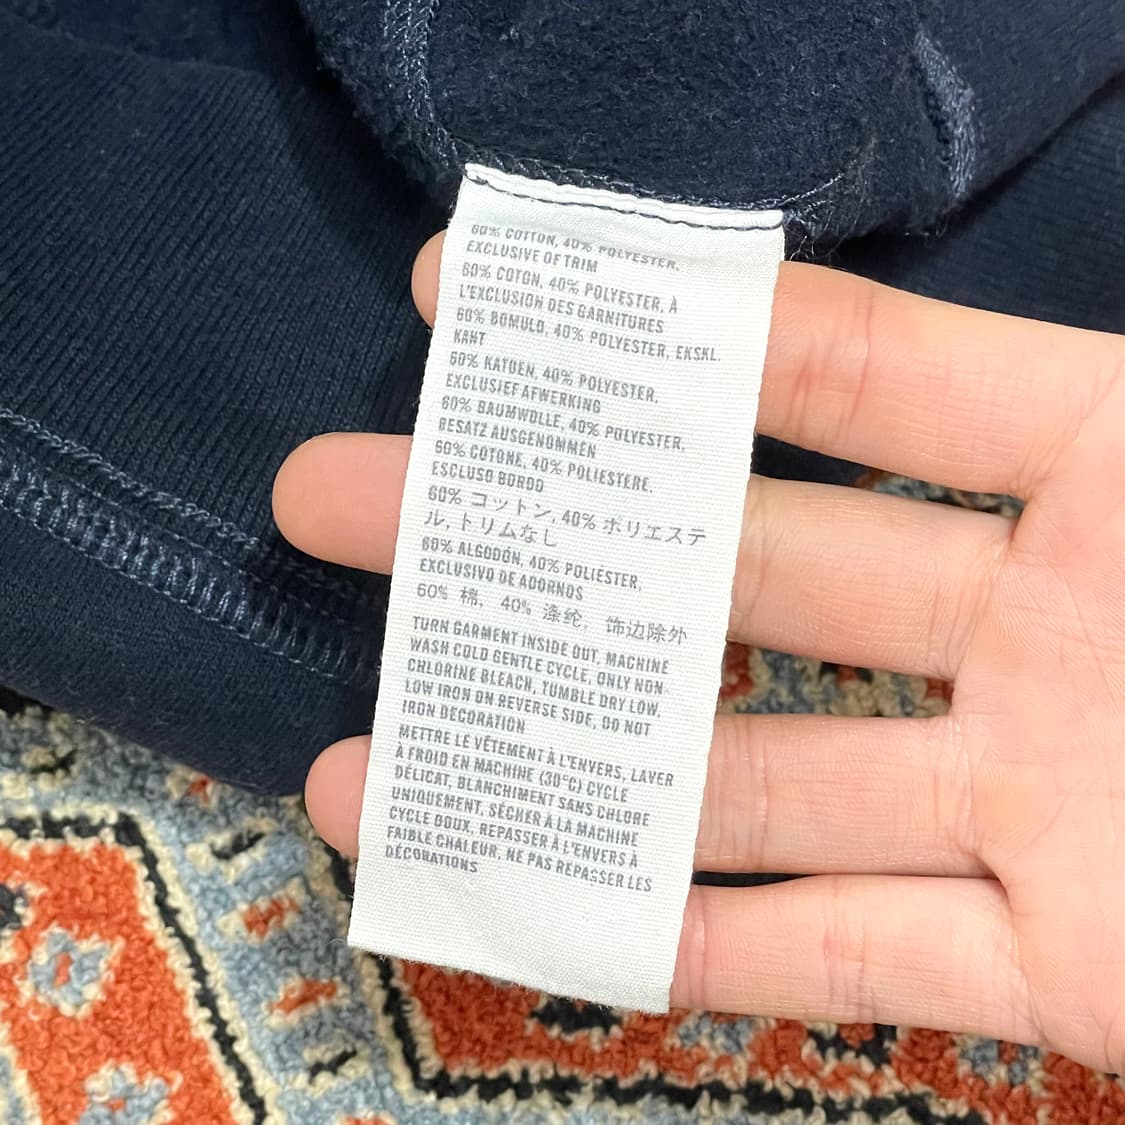 60% COTTON, 40% POLYESTER,
EXCLUSIVE OF TRIM
60% COTON, 40% POLYESTER, À
L'EXCLUSION DES GARNITURES
60% BOMULD, 40% POLYESTER, EKSKL.
KANT
60% KATOEN, 40% POLYESTER,
EXCLUSIEF AFWERKING
60% BAUMWOLLE, 40% POLYESTER,
BESATZ AUSGENOMMEN
60% COTONE, 40% POLIESTERE,
ESCLUSO BORDO
60% コットン, 40% ポリエステ
ル, トリムなし
60% ALGODÓN, 40% POLIÉSTER,
EXCLUSIVO DE ADORNOS
60% 棉, 40% 涤纶, 饰边除外
TURN GARMENT INSIDE OUT, MACHINE
WASH COLD GENTLE CYCLE, ONLY NON-
CHLORINE BLEACH, TUMBLE DRY LOW,
LOW IRON ON REVERSE SIDE, DO NOT
IRON DECORATION
METTRE LE VÊTEMENT À L'ENVERS, LAVER
À FROID EN MACHINE (30°C) CYCLE
DÉLICAT, BLANCHIMENT SANS CHLORE
UNIQUEMENT, SÉCHER À LA MACHINE
CYCLE DOUX, REPASSER À L'ENVERS À
FAIBLE CHALEUR, NE PAS REPASSER LES
DÉCORATIONS